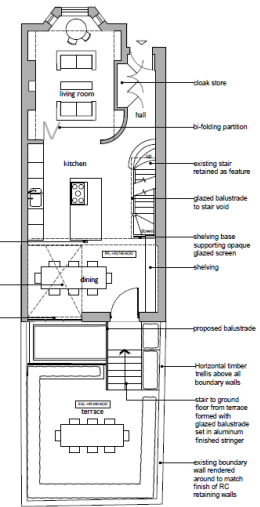 living room
cloak store
hall
bi-folding partition
kitchen
up
existing stair
retained as feature
glazed balustrade
to stair void
down
shelving base
supporting opaque
glazed screen
shelving
dining
proposed balustrade
Horizontal timber
trellis above all
boundary walls
stair to ground
floor from terrace
formed with
glazed balustrade
set in aluminum
finished stringer
terrace
existing boundary
wall rendered
around to match
finish of RC
retaining walls